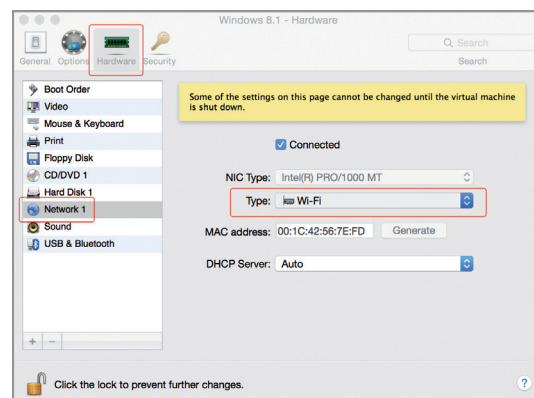 Windows 8.1 - Hardware
General Options Hardware Security
Search
Search
Boot Order
Video
Mouse & Keyboard
Print
Floppy Disk
CD/DVD 1
Hard Disk 1
Network 1
Sound
USB & Bluetooth
+ −
Some of the settings on this page cannot be changed until the virtual machine
is shut down.
Connected
NIC Type: Intel(R) PRO/1000 MT
Type: Wi-Fi
MAC address: 00:1C:42:56:7E:FD Generate
DHCP Server: Auto
Click the lock to prevent further changes.
?